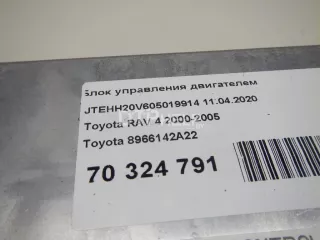 Блок управления двигателем
JTEHH20V605019914 11.04.2020
Toyota RAV 4 2000-2005
Toyota 8966142A22
70 324 791